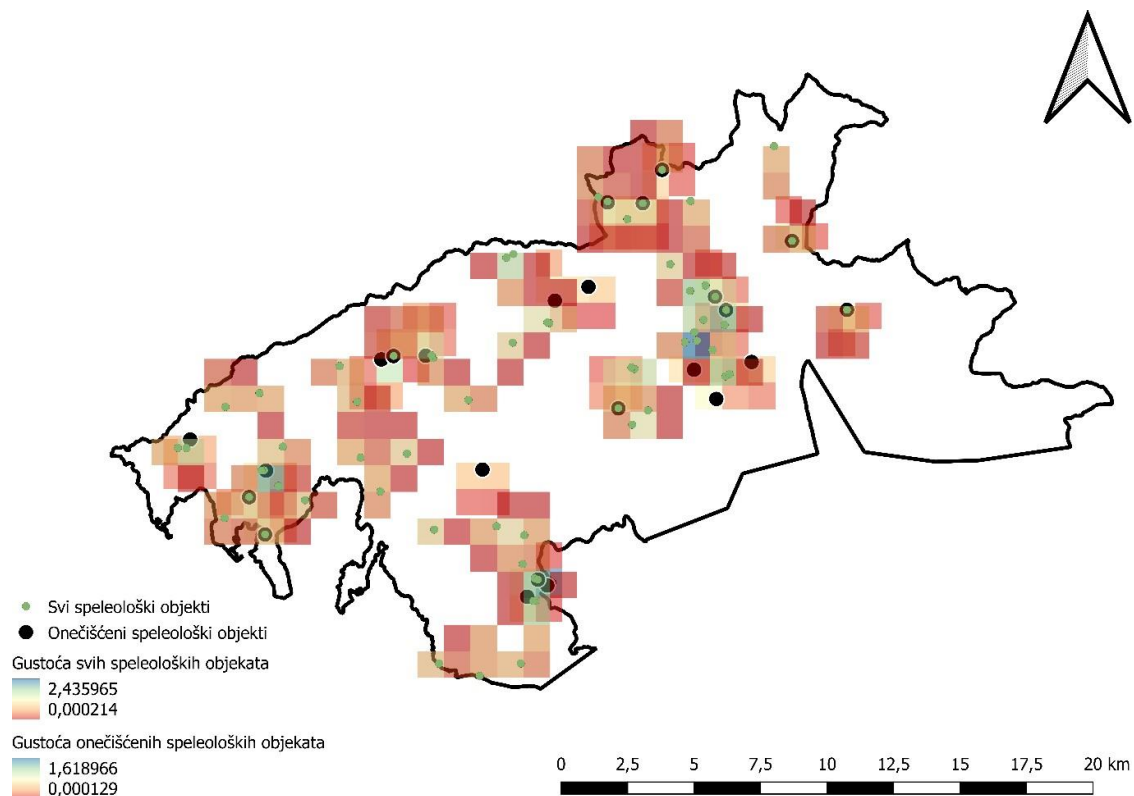 Svi speleološki objekti
Onečišćeni speleološki objekti
Gustoća svih speleoloških objekata
2,435965
0,000214
Gustoća onečišćenih speleoloških objekata
1,618966
0,000129
0 2,5 5 7,5 10 12,5 15 17,5 20 km